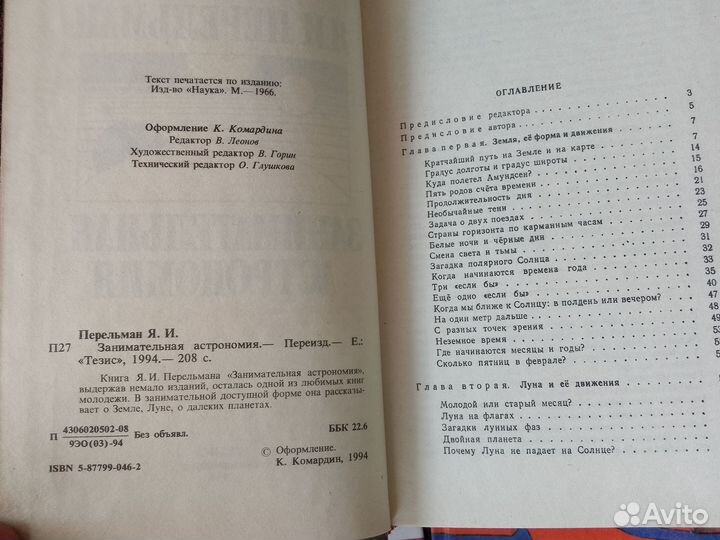 Текст печатается по изданию:
Изд-во «Наука». М.—1966.
Оформление К. Комардина
Редактор В. Леонов
Художественный редактор В. Горин
Технический редактор О. Глушкова
Перельман Я. И.
П27 Занимательная астрономия.— Переизд.— Е.:
«Тезис», 1994.— 208 с.
Книга Я. И. Перельмана «Занимательная астрономия»,
выдержав немало изданий, осталась одной из любимых книг
молодежи. В занимательной доступной форме она рассказы-
вает о Земле, Луне, о далеких планетах.
П 4306020502-08
9ЭО(03)-94 Без объявл. ББК 22.6
ISBN 5-87799-046-2
© Оформление.
К. Комардин, 1994
ОГЛАВЛЕНИЕ
Предисловие редактора 3
Предисловие автора 5
Глава первая. Земля, её форма и движения 7
Кратчайший путь на Земле и на карте 7
Градус долготы и градус широты 14
Куда полетел Амундсен? 15
Пять родов счёта времени 16
Продолжительность дня 21
Необычайные тени 23
Задача о двух поездах 25
Страны горизонта по карманным часам 27
Белые ночи и чёрные дни 29
Смена света и тьмы 31
Загадка полярного Солнца 32
Когда начинаются времена года 33
Три «если бы» 35
Ещё одно «если бы»
Когда мы ближе к Солнцу: в полдень или вечером? 47
На один метр дальше
С разных точек зрения
Неземное время
Где начинаются месяцы и годы?
Сколько пятниц в феврале?
Глава вторая. Луна и её движения
Молодой или старый месяц?
Луна на флагах
Загадки лунных фаз
Двойная планета
Почему Луна не падает на Солнце?
Avito